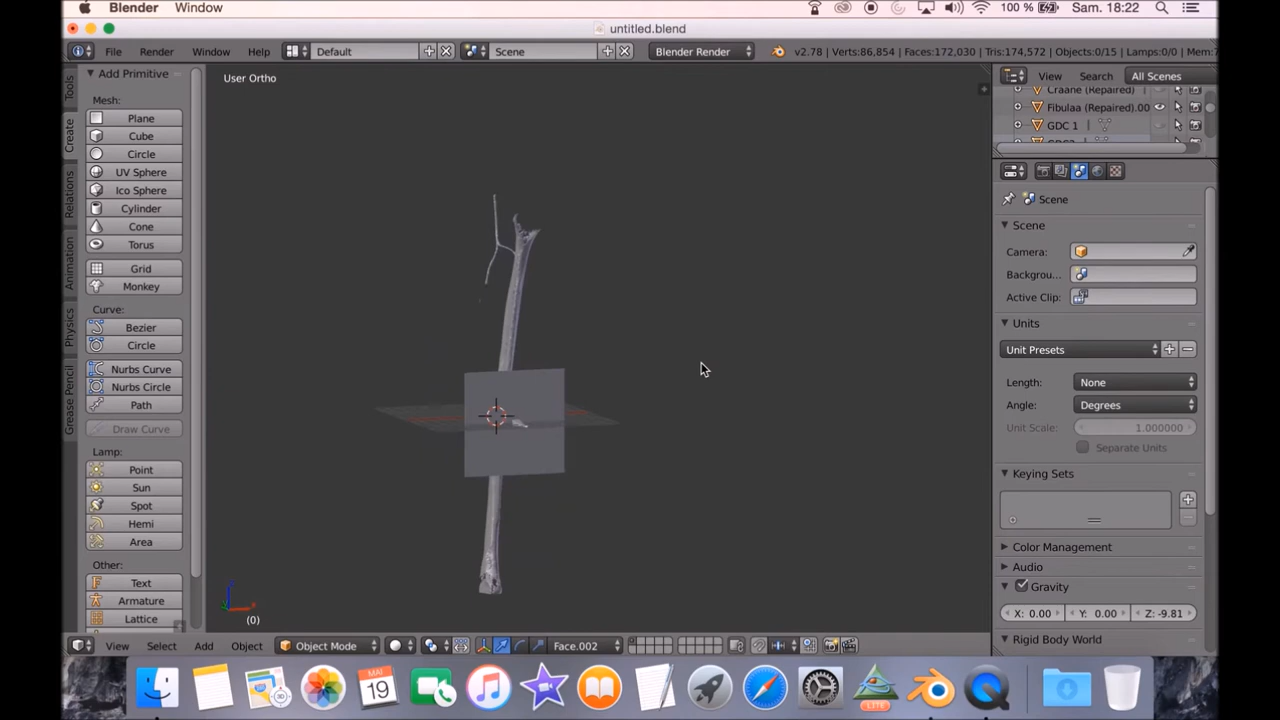 Blender Window 100 % Sam. 18:22
untitled.blend
File Render Window Help Default Scene Blender Render v2.78 | Verts:86,854 | Faces:172,030 | Tris:174,572 | Objects:0/15 | Lamps:0/0 | Mem:7
Add Primitive
Tools
Create
Relations
Animation
Physics
Grease Pencil
Mesh:
Plane
Cube
Circle
UV Sphere
Ico Sphere
Cylinder
Cone
Torus
Grid
Monkey
Curve:
Bezier
Circle
Nurbs Curve
Nurbs Circle
Path
Draw Curve
Lamp:
Point
Sun
Spot
Hemi
Area
Other:
Text
Armature
Lattice
User Ortho
(0)
View Select Add Object Object Mode Face.002
View Search All Scenes
Craane (Repaired)
Fibulaa (Repaired).00
GDC 1
Scene
Scene
Camera:
Backgrou...
Active Clip:
Units
Unit Presets
Length: None
Angle: Degrees
Unit Scale: 1.000000
Separate Units
Keying Sets
Color Management
Audio
Gravity
X: 0.00 Y: 0.00 Z: -9.81
Rigid Body World
MAI
19
LITE